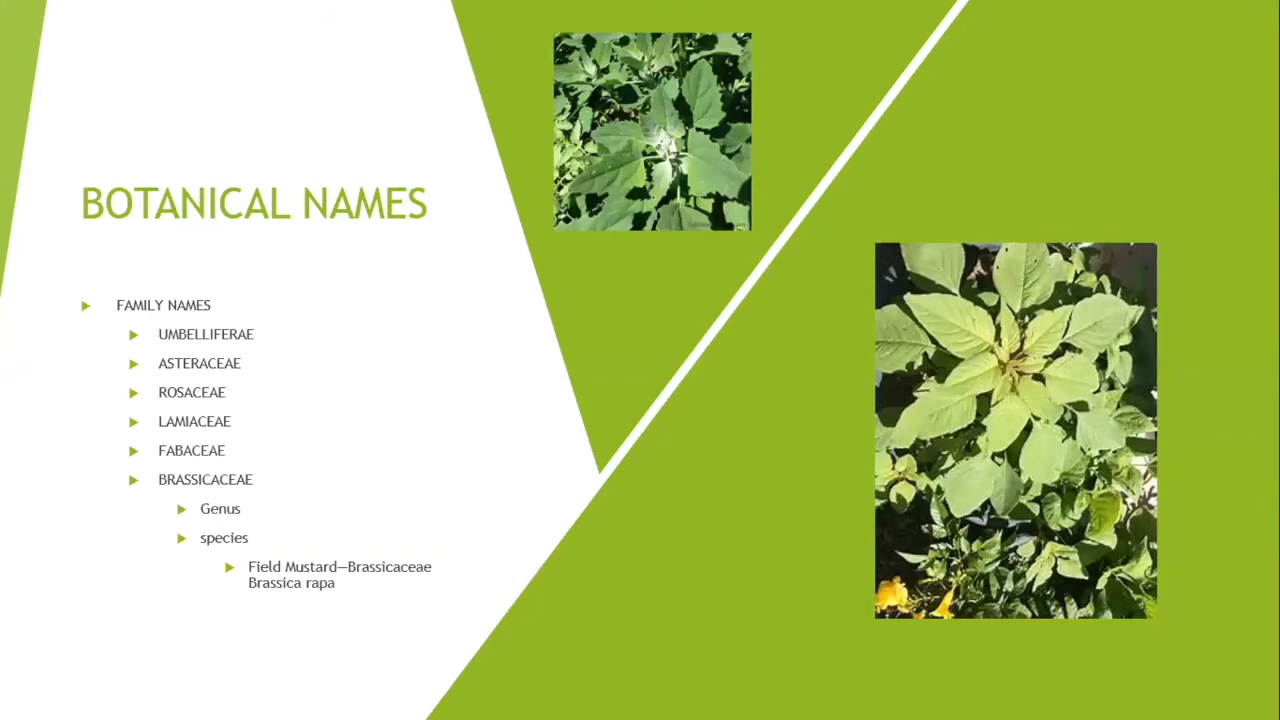 BOTANICAL NAMES
FAMILY NAMES
UMBELLIFERAE
ASTERACEAE
ROSACEAE
LAMIACEAE
FABACEAE
BRASSICACEAE
Genus
species
Field Mustard—Brassicaceae
Brassica rapa